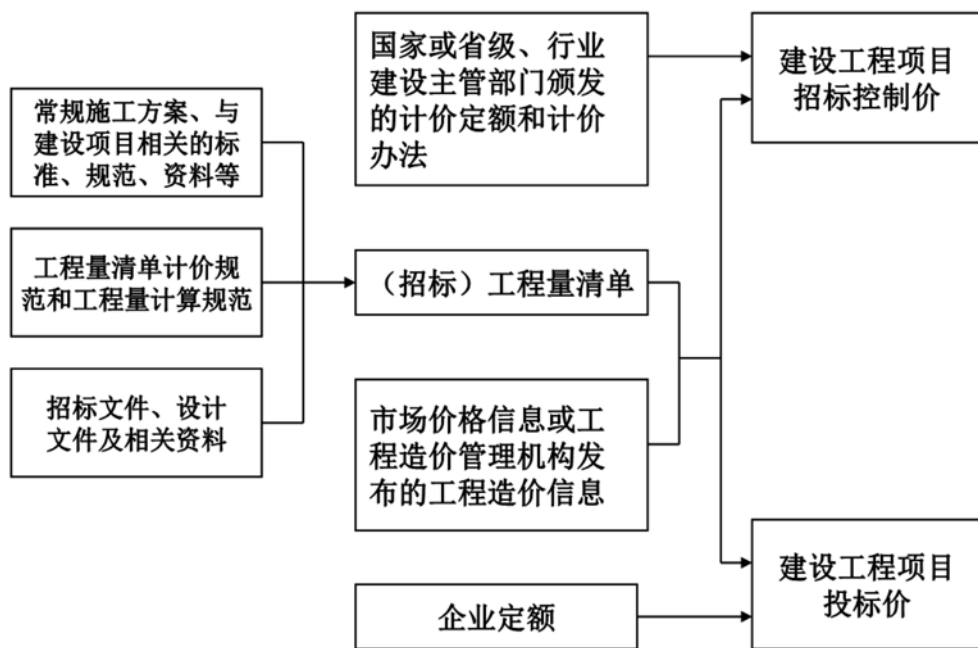 常规施工方案、与
建设项目相关的标
准、规范、资料等
工程量清单计价规
范和工程量计算规范
招标文件、设计
文件及相关资料
国家或省级、行业
建设主管部门颁发
的计价定额和计价
办法
（招标）工程量清单
市场价格信息或工
程造价管理机构发
布的工程造价信息
企业定额
建设工程项目
招标控制价
建设工程项目
投标价